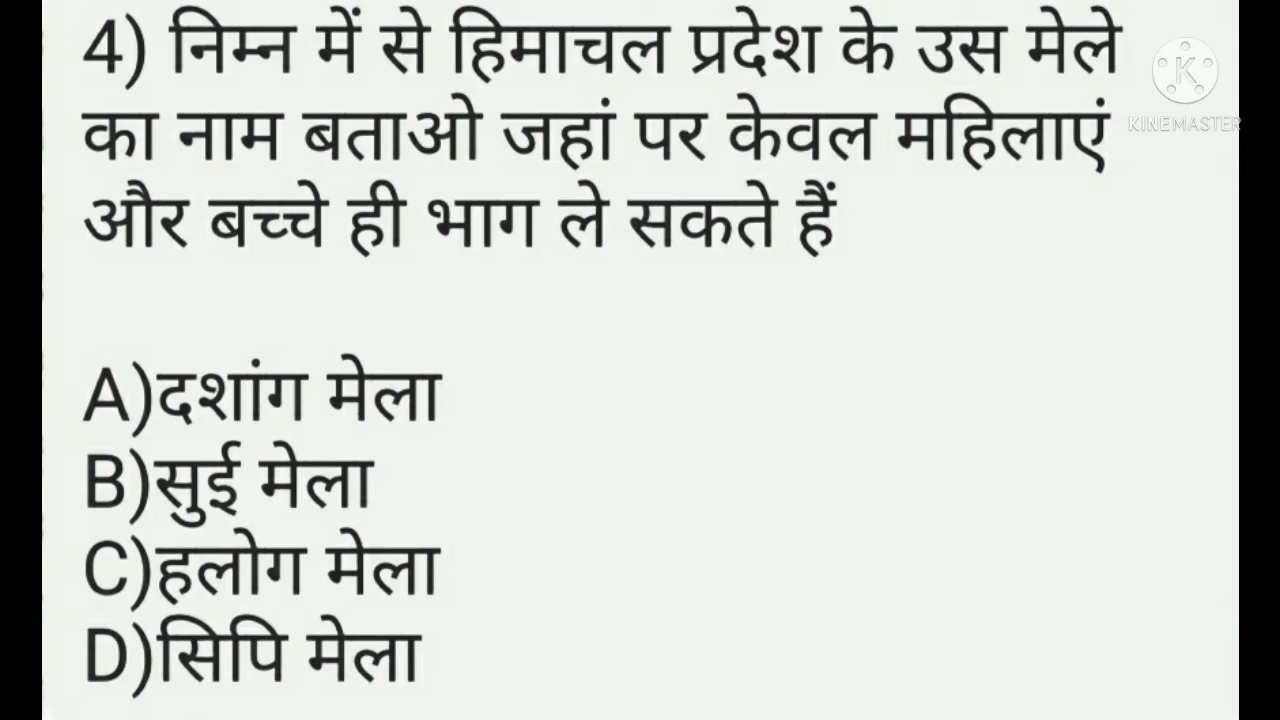 4) निम्न में से हिमाचल प्रदेश के उस मेले
का नाम बताओ जहां पर केवल महिलाएं
और बच्चे ही भाग ले सकते हैं
A)दशांग मेला
B)सुई मेला
C)हलोग मेला
D)सिपि मेला
K
KINEMASTER